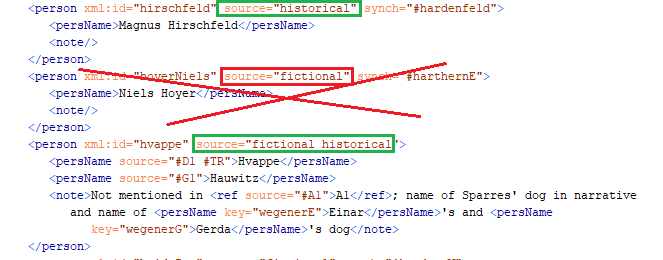 <person xml:id="hirschfeld" source="historical" synch="#hardenfeld">
<persName>Magnus Hirschfeld</persName>
<note/>
</person>
<person xml:id="hoyerNiels" source="fictional" synch="#harthernE">
<persName>Niels Hoyer</persName>
<note/>
</person>
<person xml:id="hvappe" source="fictional historical">
<persName source="#D1 #TR">Hvappe</persName>
<persName source="#G1">Hauwitz</persName>
<note>Not mentioned in <ref source="#A1">A1</ref>; name of Sparres' dog in narrative
and name of <persName key="wegenerE">Einar</persName>'s and <persName
key="wegenerG">Gerda</persName>'s dog</note>
</person>